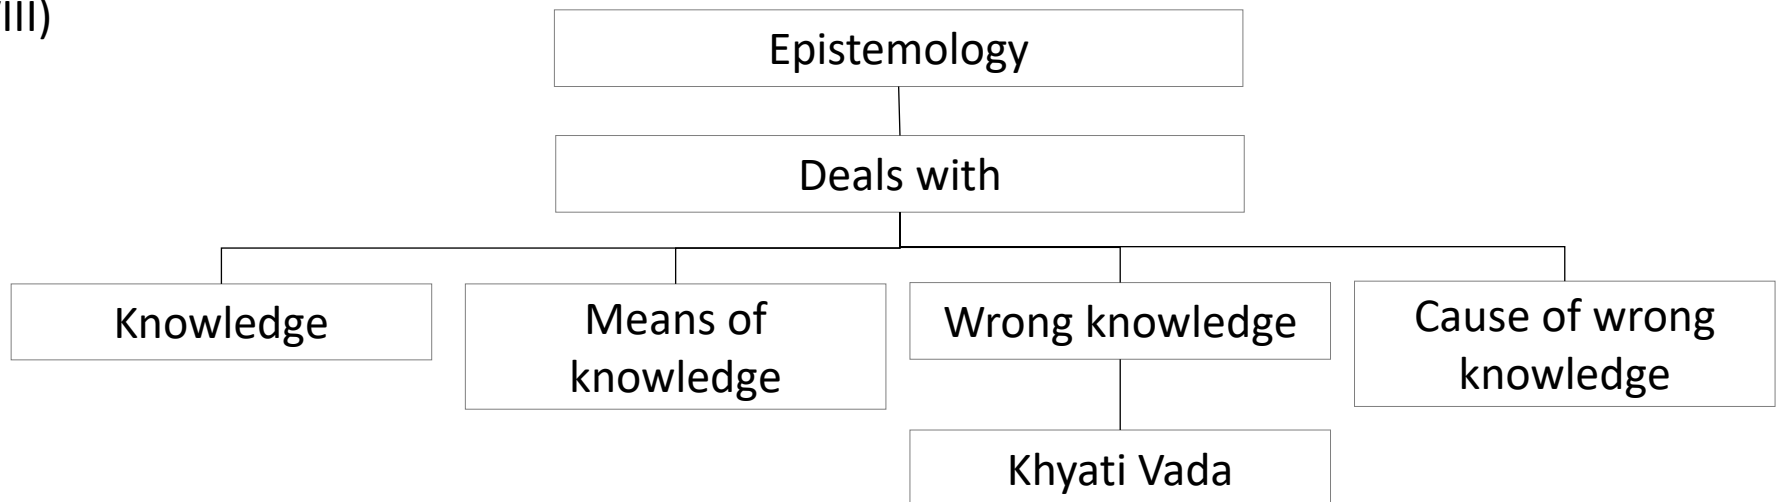 III)
Epistemology
Deals with
Knowledge
Means of
knowledge
Wrong knowledge
Cause of wrong
knowledge
Khyati Vada